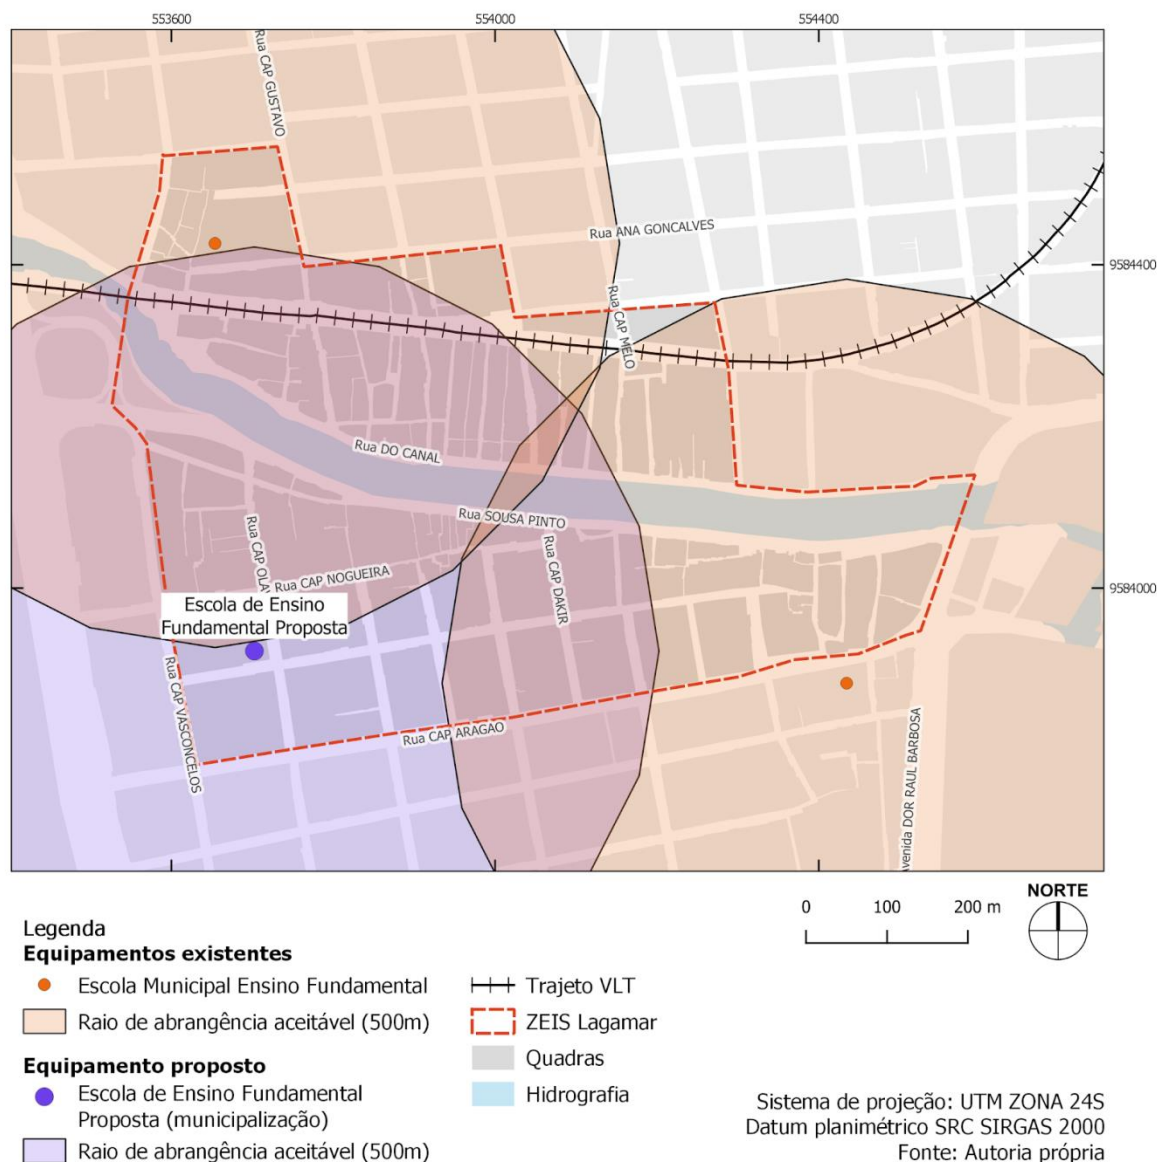 553600
554000
554400
Rua CAP GUSTAVO
Rua ANA GONCALVES
9584400
Rua CAP MELO
Rua DO CANAL
Rua SOUSA PINTO
Rua CAP OLA
Rua CAP NOGUEIRA
Rua CAP DAKIR
9584000
Escola de Ensino
Fundamental Proposta
Rua CAP VASCONCELOS
Rua CAP ARAGAO
Avenida DOR RAUL BARBOSA
0 100 200 m
NORTE
Legenda
Equipamentos existentes
Escola Municipal Ensino Fundamental
Raio de abrangência aceitável (500m)
Equipamento proposto
Escola de Ensino Fundamental
Proposta (municipalização)
Raio de abrangência aceitável (500m)
Trajeto VLT
ZEIS Lagamar
Quadras
Hidrografia
Sistema de projeção: UTM ZONA 24S
Datum planimétrico SRC SIRGAS 2000
Fonte: Autoria própria